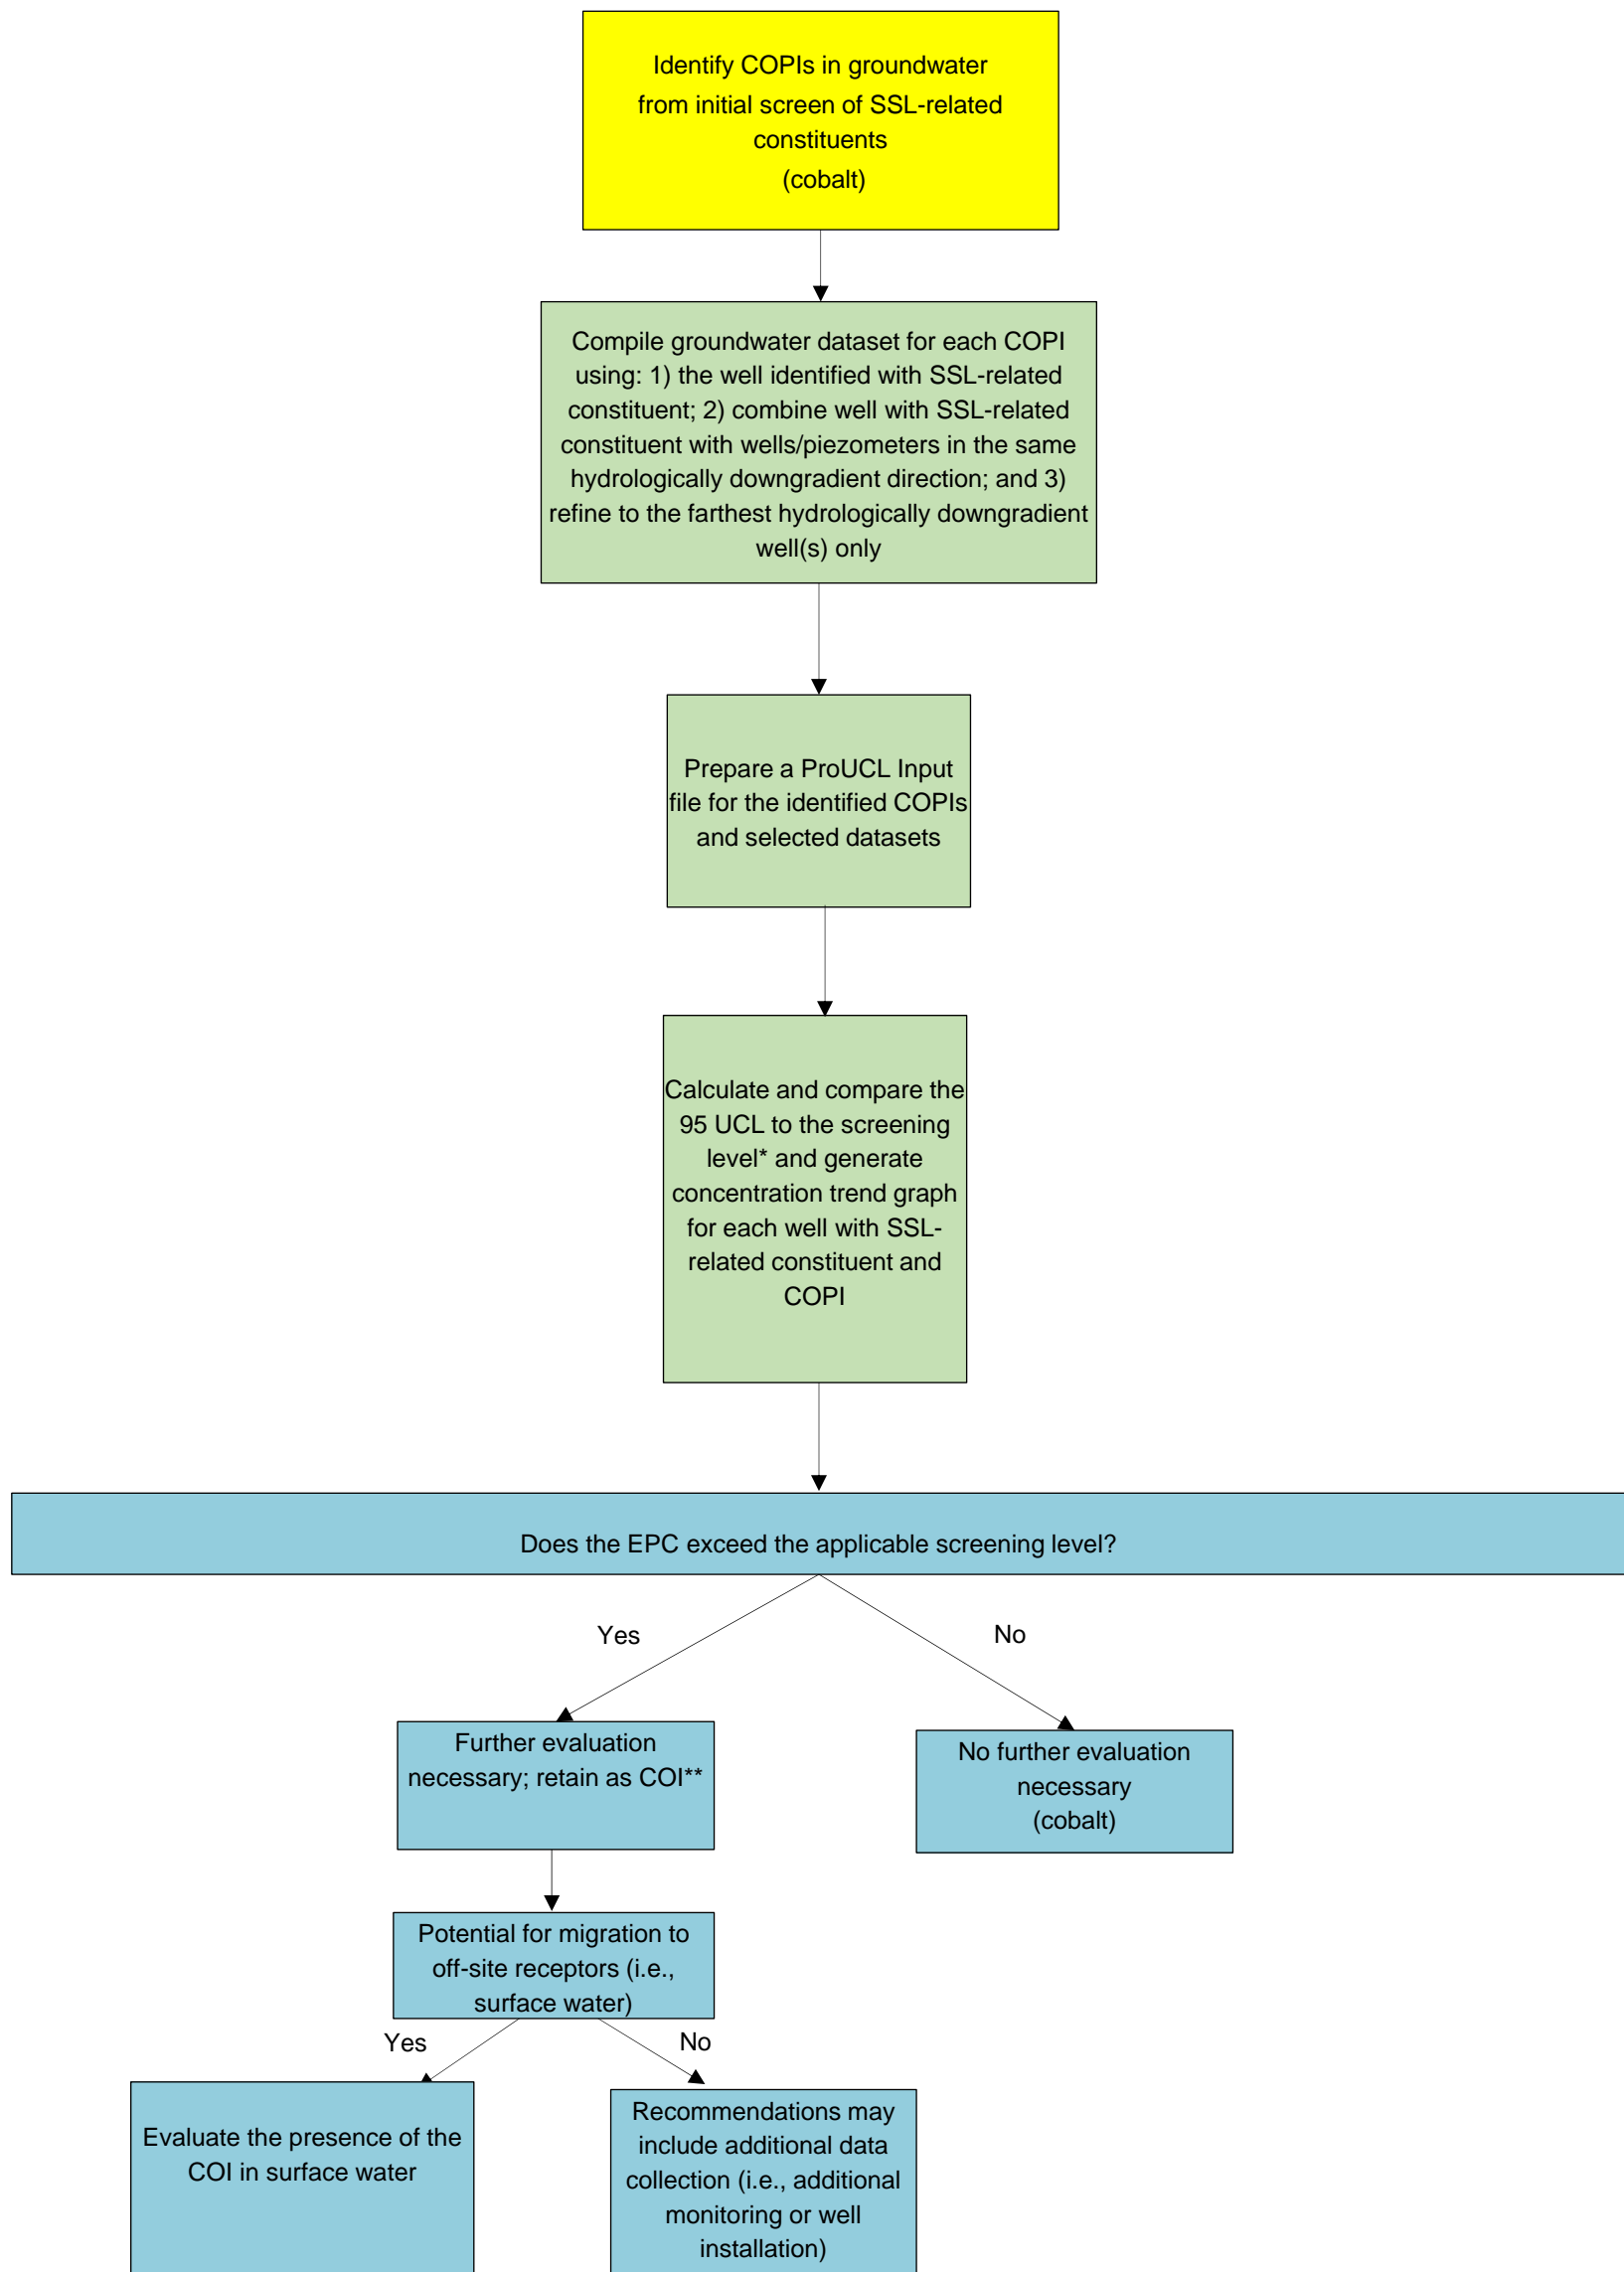 Identify COPIs in groundwater
from initial screen of SSL-related
constituents
(cobalt)
Compile groundwater dataset for each COPI
using: 1) the well identified with SSL-related
constituent; 2) combine well with SSL-related
constituent with wells/piezometers in the same
hydrologically downgradient direction; and 3)
refine to the farthest hydrologically downgradient
well(s) only
Prepare a ProUCL Input
file for the identified COPIs
and selected datasets
Calculate and compare the
95 UCL to the screening
level* and generate
concentration trend graph
for each well with SSL-
related constituent and
COPI
Does the EPC exceed the applicable screening level?
Yes
No
Further evaluation
necessary; retain as COI**
No further evaluation
necessary
(cobalt)
Potential for migration to
off-site receptors (i.e.,
surface water)
Yes
No
Evaluate the presence of the
COI in surface water
Recommendations may
include additional data
collection (i.e., additional
monitoring or well
installation)